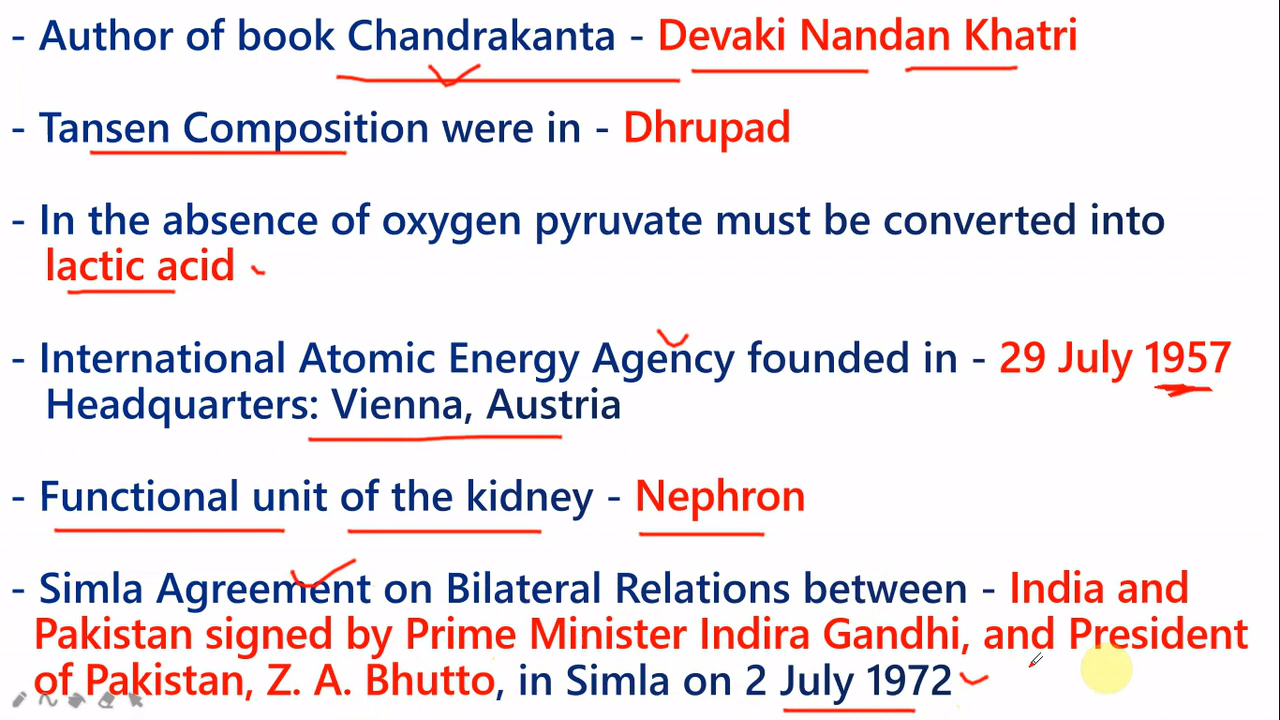 - Author of book Chandrakanta - Devaki Nandan Khatri
- Tansen Composition were in - Dhrupad
- In the absence of oxygen pyruvate must be converted into
lactic acid
- International Atomic Energy Agency founded in - 29 July 1957
Headquarters: Vienna, Austria
- Functional unit of the kidney - Nephron
- Simla Agreement on Bilateral Relations between - India and
Pakistan signed by Prime Minister Indira Gandhi, and President
of Pakistan, Z. A. Bhutto, in Simla on 2 July 1972